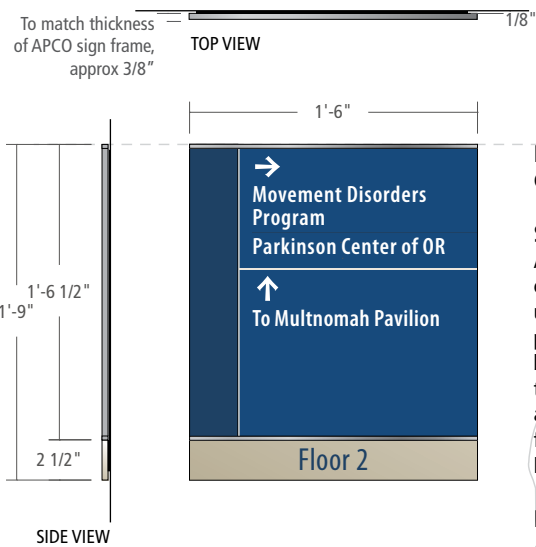 To match thickness
of APCO sign frame,
approx 3/8"
1/8"
TOP VIEW
1'-6"
Movement Disorders
Program
Parkinson Center of OR
To Multnomah Pavilion
1'-6 1/2"
1'-9"
2 1/2"
Floor 2
SIDE VIEW